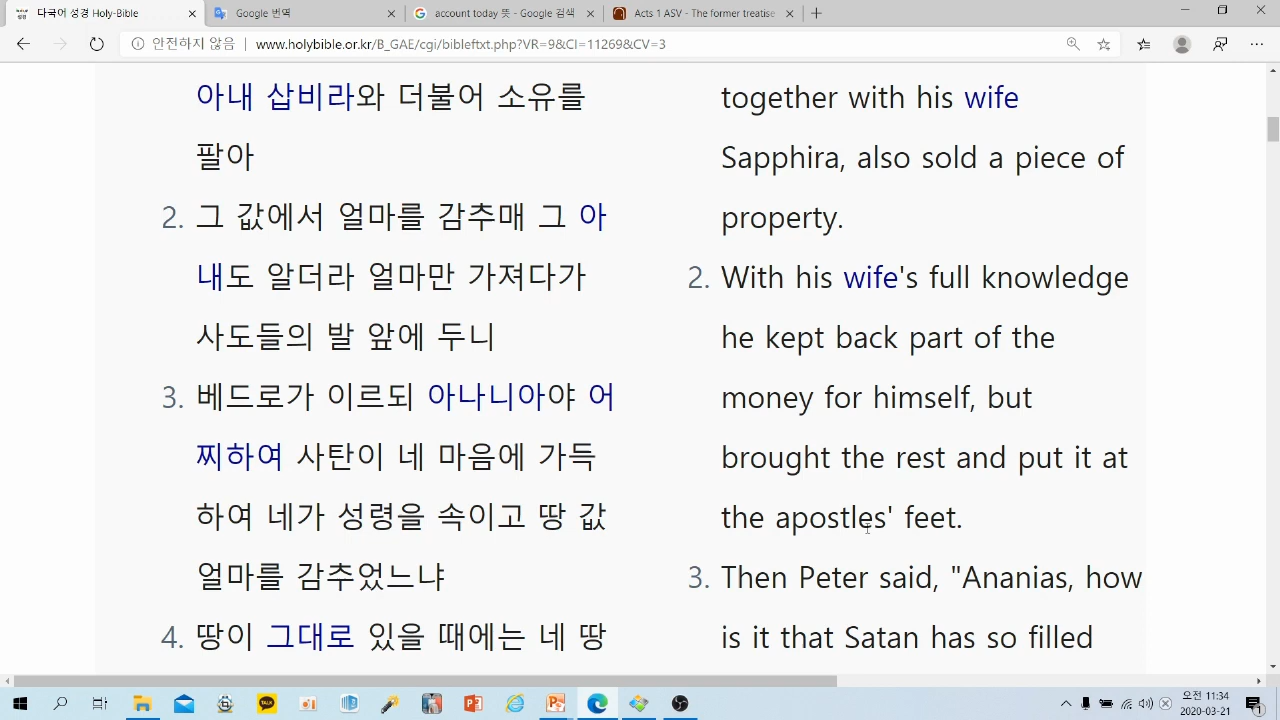 다국어 성경 Holy-Bible
Google 번역
account today 뜻 - Google 검색
Acts 1 ASV - The former treatise
안전하지 않음
www.holybible.or.kr/B_GAE/cgi/bibleftxt.php?VR=9&CI=11269&CV=3
아내 삽비라와 더불어 소유를
팔아
2. 그 값에서 얼마를 감추매 그 아
내도 알더라 얼마만 가져다가
사도들의 발 앞에 두니
3. 베드로가 이르되 아나니아야 어
찌하여 사탄이 네 마음에 가득
하여 네가 성령을 속이고 땅 값
얼마를 감추었느냐
4. 땅이 그대로 있을 때에는 네 땅
together with his wife
Sapphira, also sold a piece of
property.
2. With his wife's full knowledge
he kept back part of the
money for himself, but
brought the rest and put it at
the apostles' feet.
3. Then Peter said, "Ananias, how
is it that Satan has so filled
오전 11:34
2020-03-21